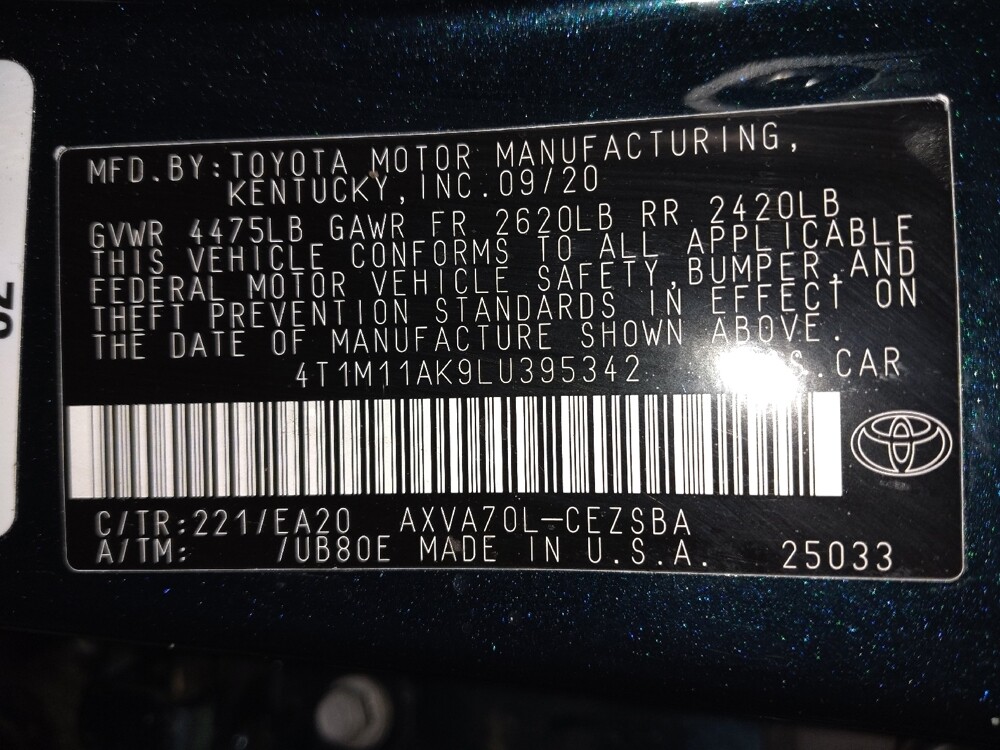 MFD.BY:TOYOTA MOTOR MANUFACTURING,
KENTUCKY,INC.09/20
GVWR 4475LB GAWR FR 2620LB RR 2420LB
THIS VEHICLE CONFORMS TO ALL APPLICABLE
FEDERAL MOTOR VEHICLE SAFETY,BUMPER,AND
THEFT PREVENTION STANDARDS IN EFFECT ON
THE DATE OF MANUFACTURE SHOWN ABOVE.
4T1M11AK9LU395342 CAR
C/TR:221/EA20 AXVA70L-CEZSBA
A/TM: /UB80E MADE IN U.S.A. 25033